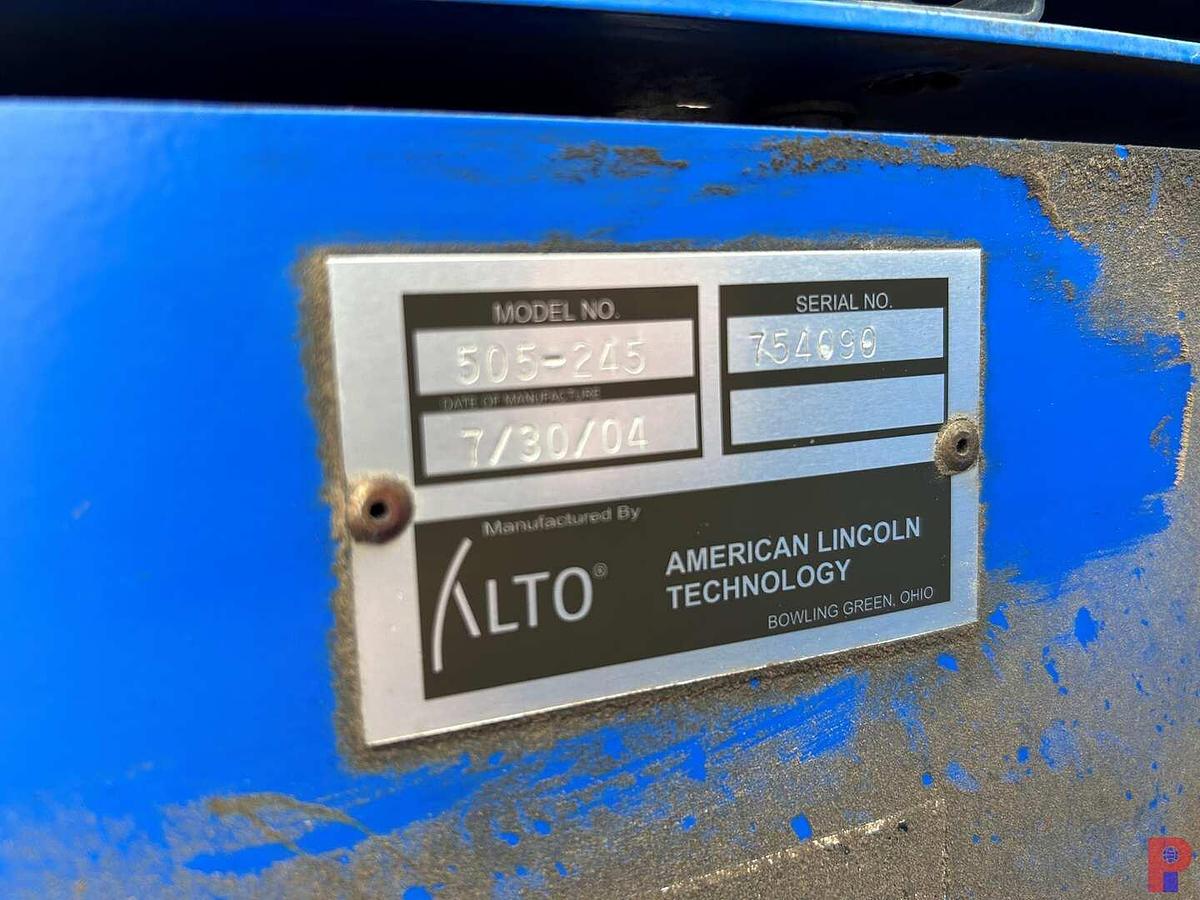 MODEL NO.
505-245
DATE OF MANUFACTURE
7/30/04
SERIAL NO.
754090
Manufactured By
ALTO®
AMERICAN LINCOLN
TECHNOLOGY
BOWLING GREEN, OHIO